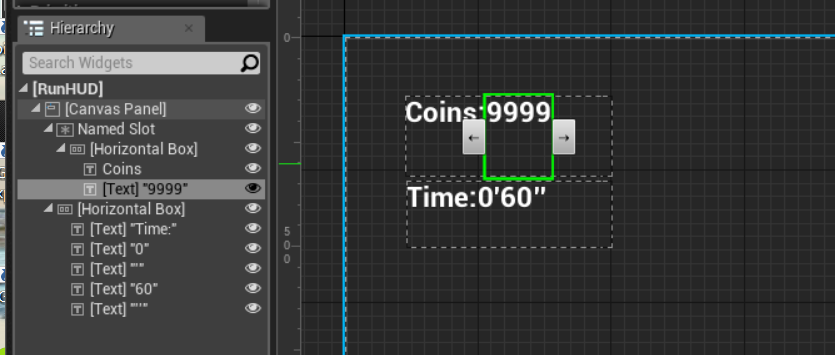 Hierarchy
Search Widgets
[RunHUD]
[Canvas Panel]
Named Slot
[Horizontal Box]
Coins
[Text] "9999"
[Horizontal Box]
[Text] "Time:"
[Text] "0"
[Text] "'"
[Text] "60"
[Text] "''"
0
5
0
0
Coins:9999
Time:0'60''